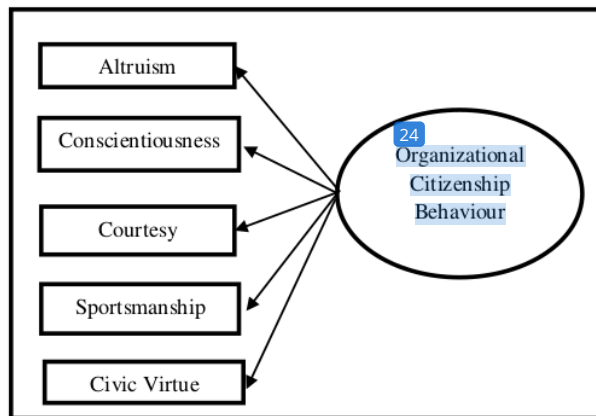 Altruism
Conscientiousness
Courtesy
Sportsmanship
Civic Virtue
24
Organizational
Citizenship
Behaviour